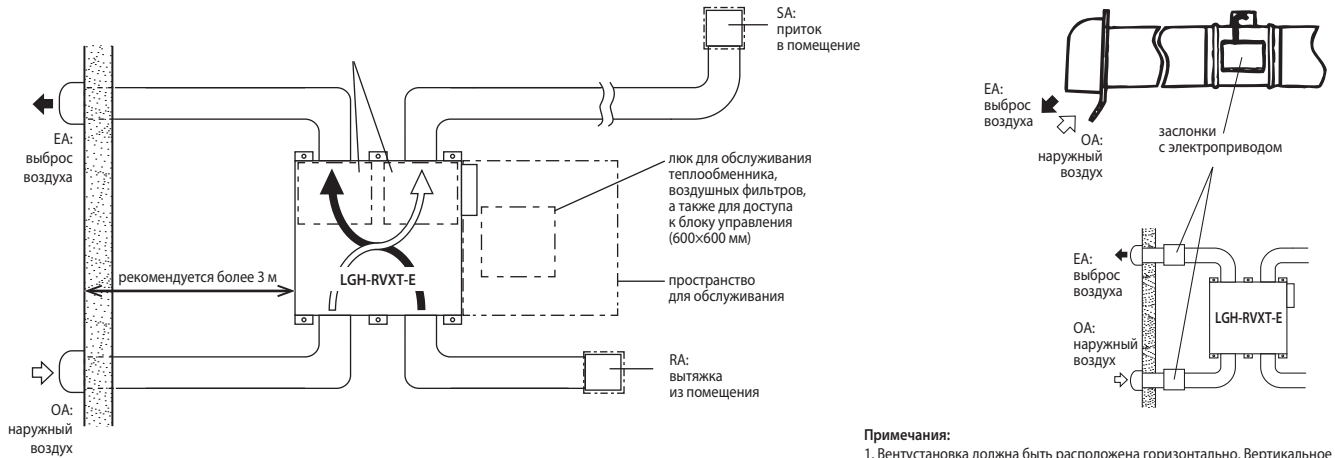 SA:
приток
в помещение
EA:
выброс
воздуха
люк для обслуживания
теплообменника,
воздушных фильтров,
а также для доступа
к блоку управления
(600×600 мм)
рекомендуется более 3 м
LGH-RVXT-E
пространство
для обслуживания
RA:
вытяжка
из помещения
OA:
наружный
воздух
EA:
выброс
воздуха
OA:
наружный
воздух
заслонки
с электроприводом
EA:
выброс
воздуха
OA:
наружный
воздух
LGH-RVXT-E
Примечания:
1. Вентустановка должна быть расположена горизонтально. Вертикальное